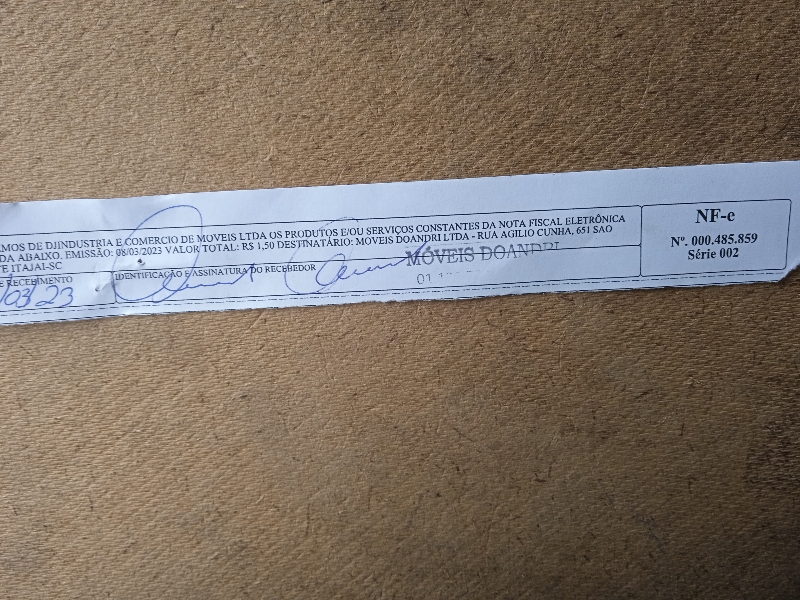 EMOS DE DJINDUSTRIA E COMERCIO DE MOVEIS LTDA OS PRODUTOS E/OU SERVIÇOS CONSTANTES DA NOTA FISCAL ELETRÔNICA
DA ABAIXO. EMISSÃO: 08/03/2023 VALOR TOTAL: R$ 1,50 DESTINATÁRIO: MOVEIS DOANDRI LTDA - RUA AGILIO CUNHA, 651 SAO
TE ITAJAI-SC
E RECEBIMENTO
/03/23
IDENTIFICAÇÃO E ASSINATURA DO RECEBEDOR
MÓVEIS DOANDRI
NF-e
Nº. 000.485.859
Série 002